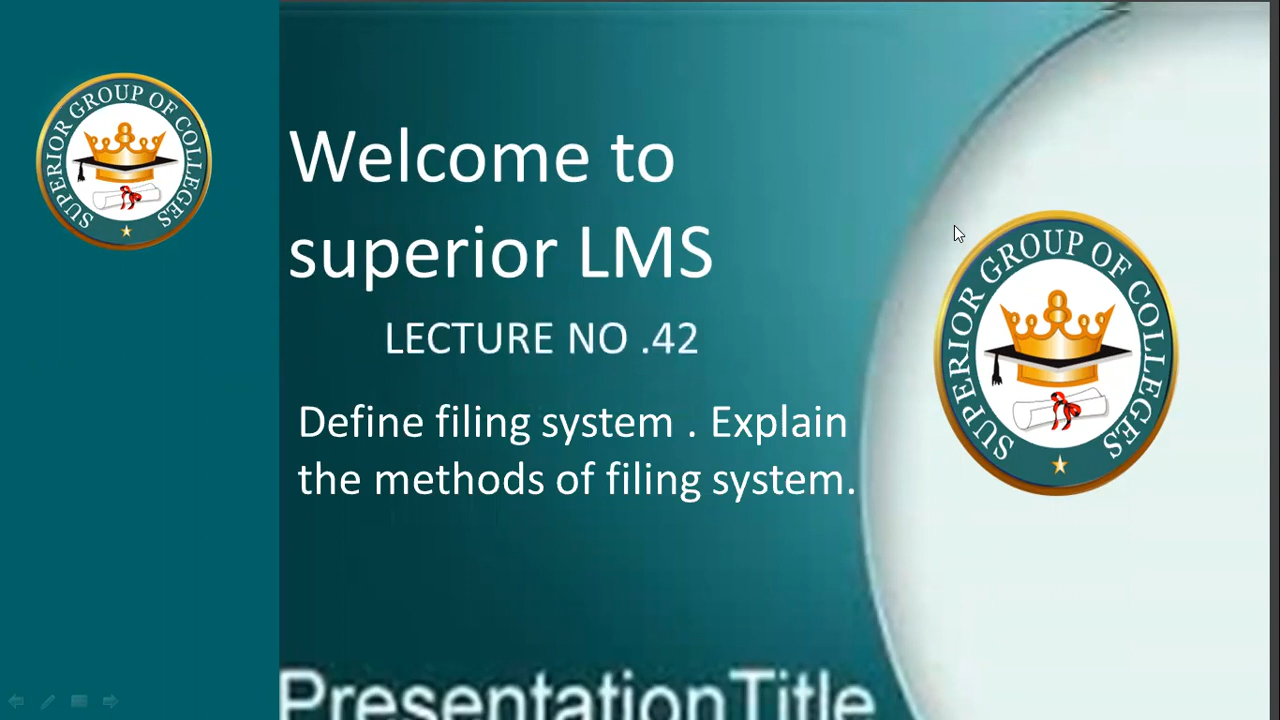 SUPERIOR GROUP OF COLLEGES
Welcome to
superior LMS
LECTURE NO .42
Define filing system . Explain
the methods of filing system.
SUPERIOR GROUP OF COLLEGES
PresentationTitle